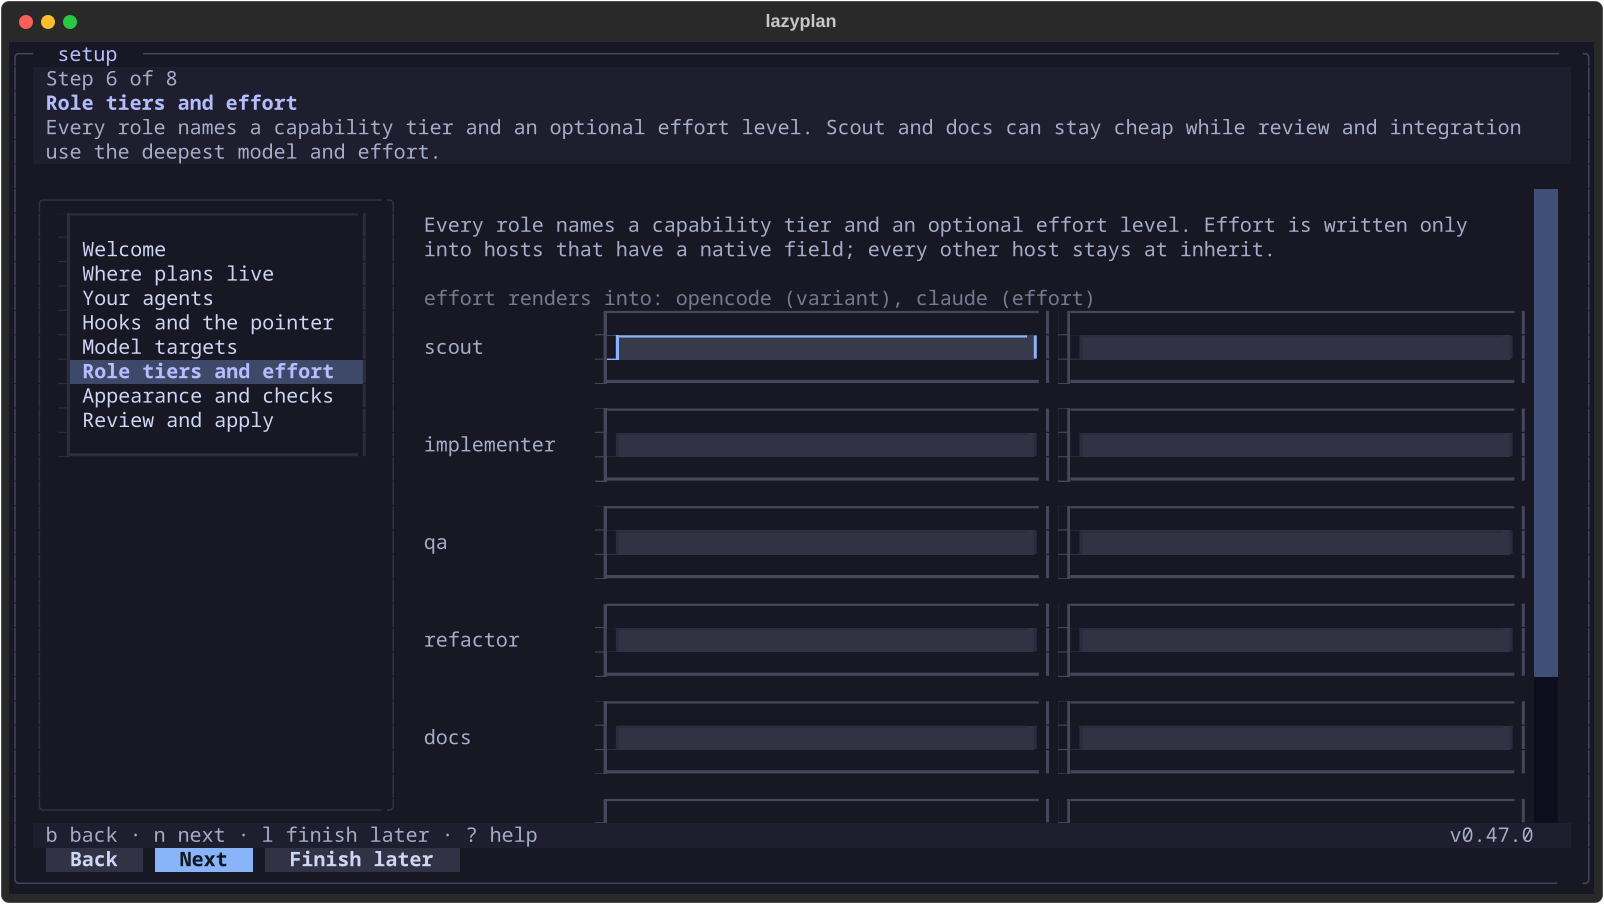 lazyplan
setup
Step 6 of 8
Role tiers and effort
Every role names a capability tier and an optional effort level. Scout and docs can stay cheap while review and integration
use the deepest model and effort.
Welcome
Where plans live
Your agents
Hooks and the pointer
Model targets
Role tiers and effort
Appearance and checks
Review and apply
Every role names a capability tier and an optional effort level. Effort is written only
into hosts that have a native field; every other host stays at inherit.
effort renders into: opencode (variant), claude (effort)
scout
implementer
qa
refactor
docs
b back · n next · l finish later · ? help
v0.47.0
Back
Next
Finish later